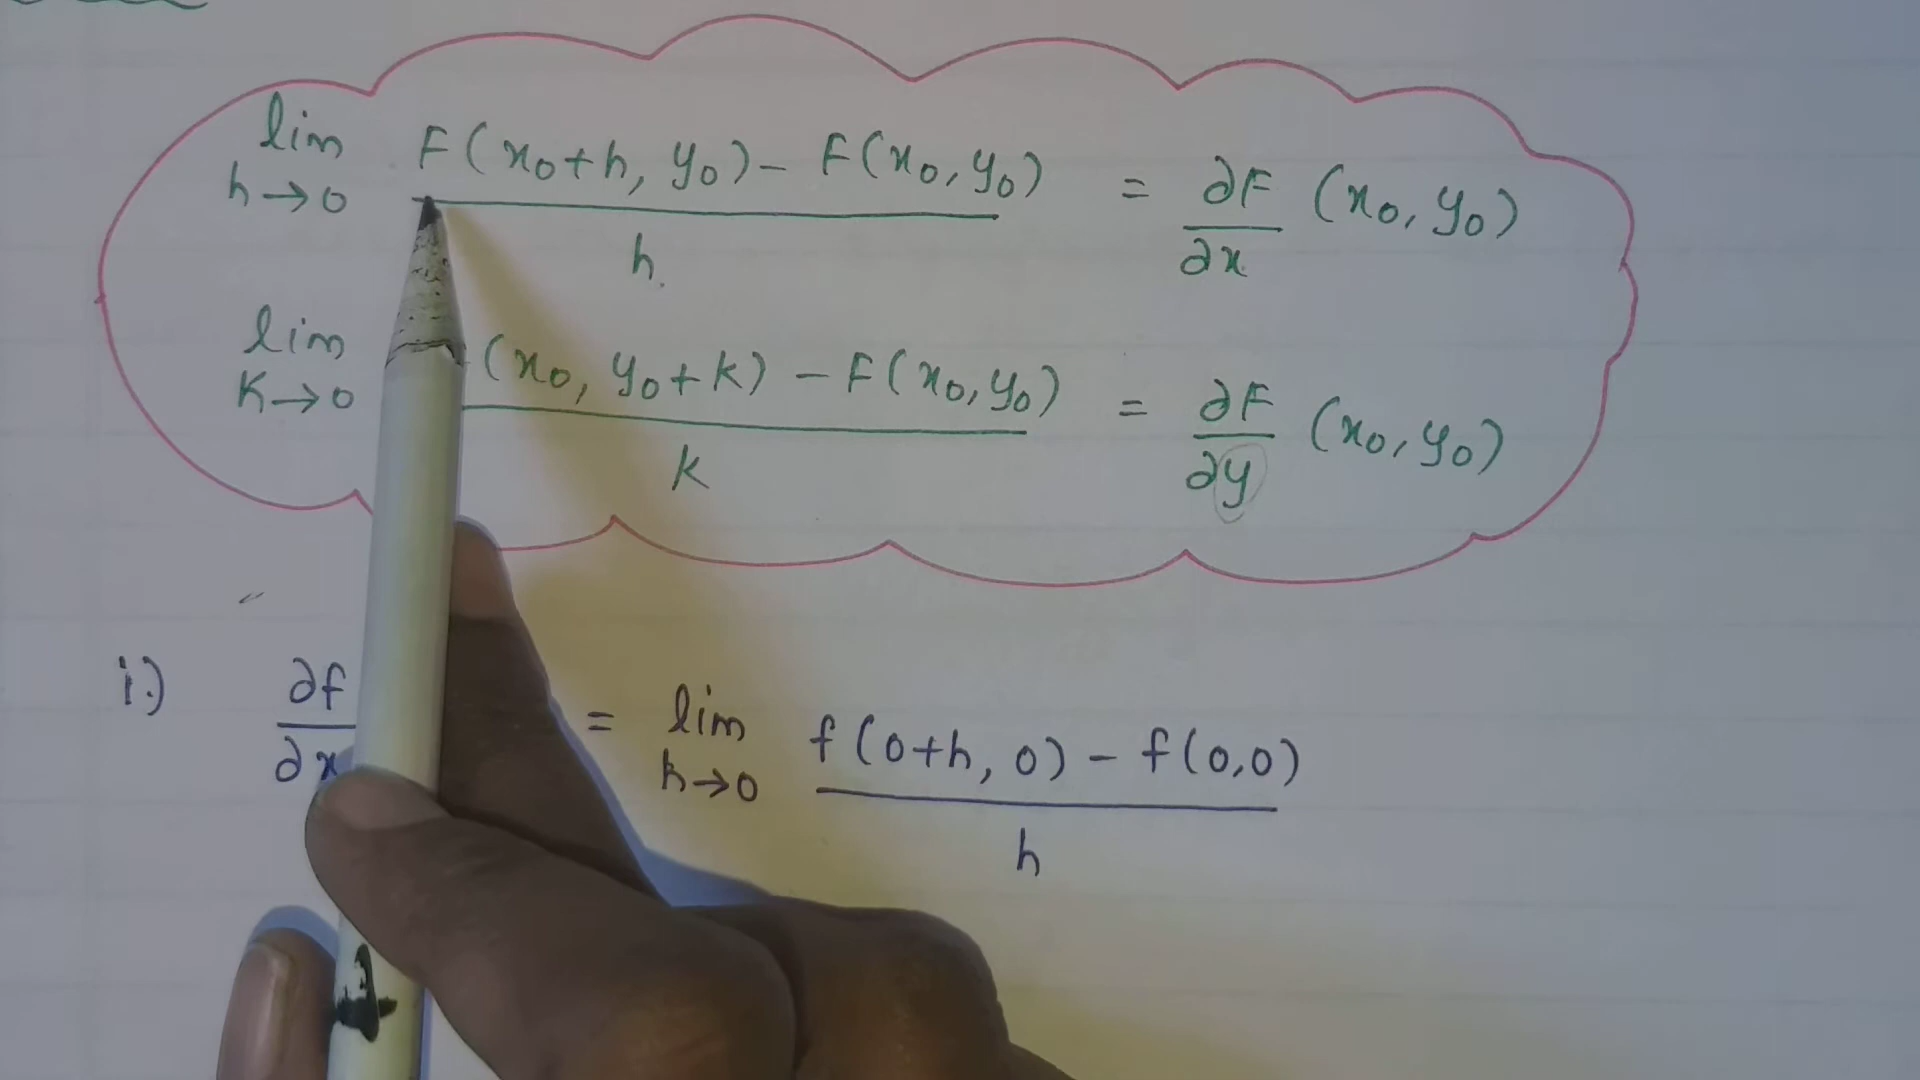 lim h→0 F(x₀+h, y₀) - F(x₀, y₀) / h = ∂F/∂x (x₀, y₀)
lim K→0 (x₀, y₀+k) - F(x₀, y₀) / k = ∂F/∂y (x₀, y₀)
i.) ∂f/∂x = lim h→0 f(0+h, 0) - f(0,0) / h